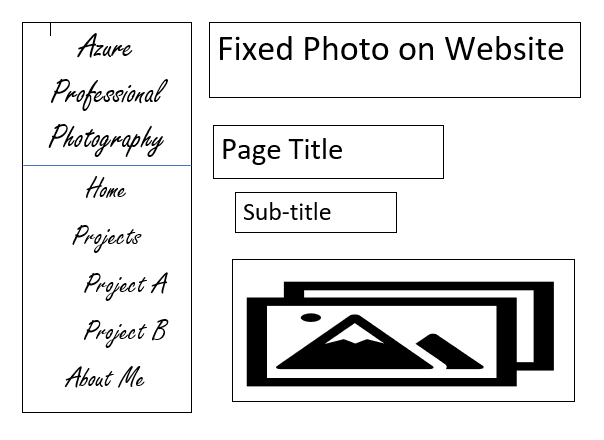 Azure
Professional
Photography
Home
Projects
Project A
Project B
About Me
Fixed Photo on Website
Page Title
Sub-title